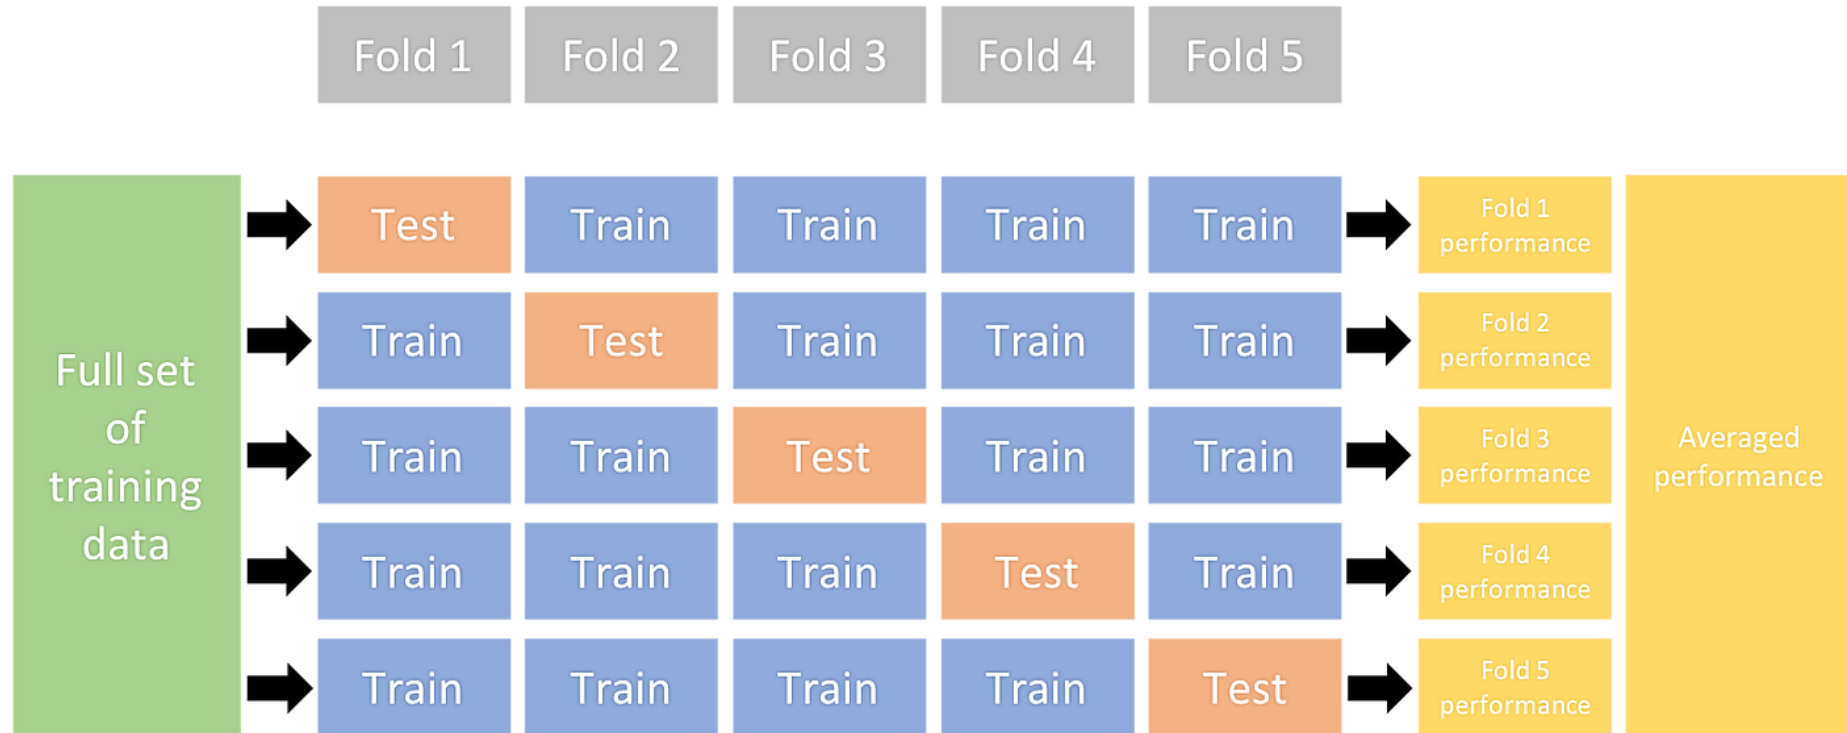 Fold 1
Fold 2
Fold 3
Fold 4
Fold 5
Full set
of
training
data
Test
Train
Train
Train
Train
Fold 1
performance
Train
Test
Train
Train
Train
Fold 2
performance
Train
Train
Test
Train
Train
Fold 3
performance
Train
Train
Train
Test
Train
Fold 4
performance
Train
Train
Train
Train
Test
Fold 5
performance
Averaged
performance